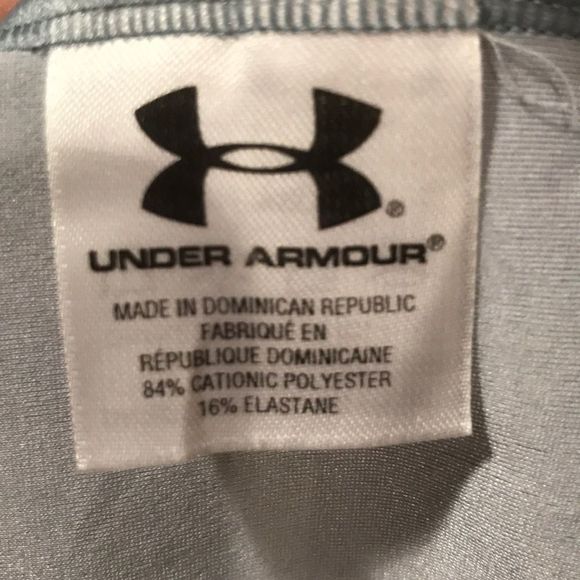 ®
UNDER ARMOUR®
MADE IN DOMINICAN REPUBLIC
FABRIQUÉ EN
RÉPUBLIQUE DOMINICAINE
84% CATIONIC POLYESTER
16% ELASTANE